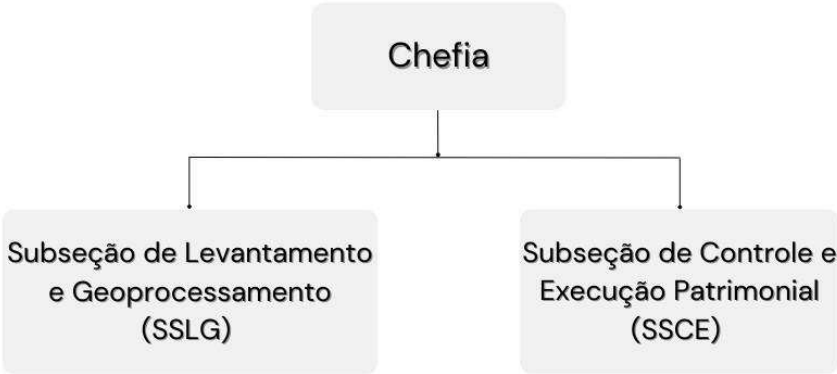 Chefia
Subseção de Levantamento
e Geoprocessamento
(SSLG)
Subseção de Controle e
Execução Patrimonial
(SSCE)